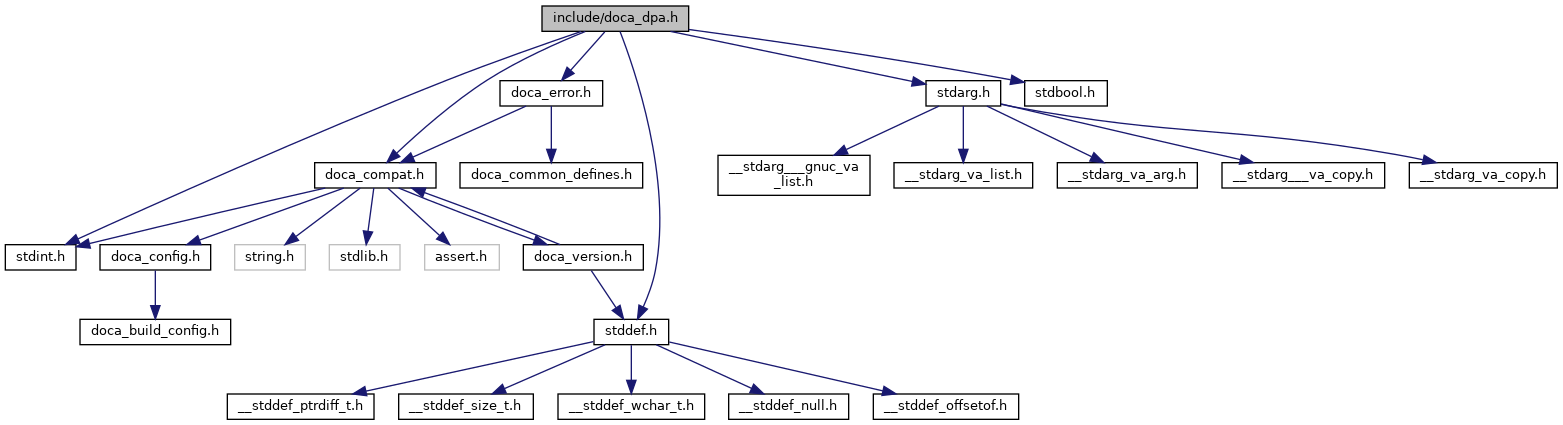 include/doca_dpa.h
doca_error.h
stdarg.h
stdbool.h
doca_compat.h
doca_common_defines.h
__stdarg___gnuc_va
_list.h
__stdarg_va_list.h
__stdarg_va_arg.h
__stdarg___va_copy.h
__stdarg_va_copy.h
stdint.h
doca_config.h
string.h
stdlib.h
assert.h
doca_version.h
doca_build_config.h
stddef.h
__stddef_ptrdiff_t.h
__stddef_size_t.h
__stddef_wchar_t.h
__stddef_null.h
__stddef_offsetof.h